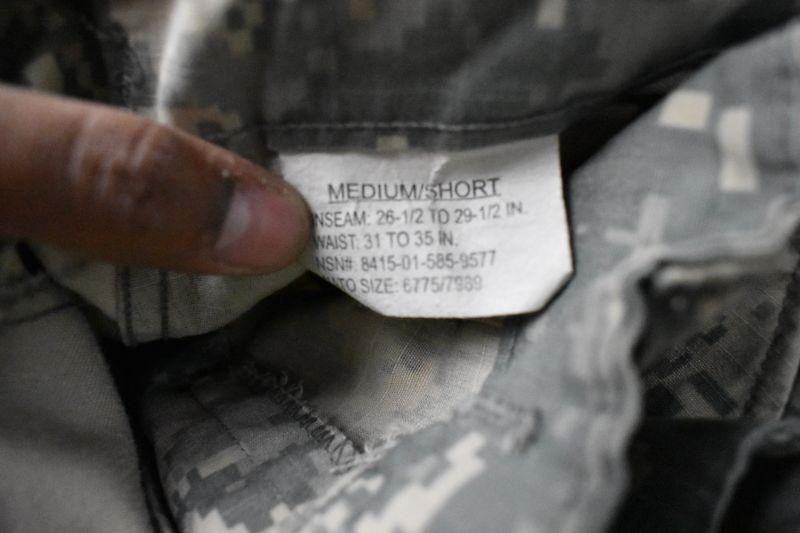 MEDIUM/SHORT
INSEAM: 26-1/2 TO 29-1/2 IN.
WAIST: 31 TO 35 IN.
NSN#: 8415-01-585-9577
TO SIZE: 6775/7989